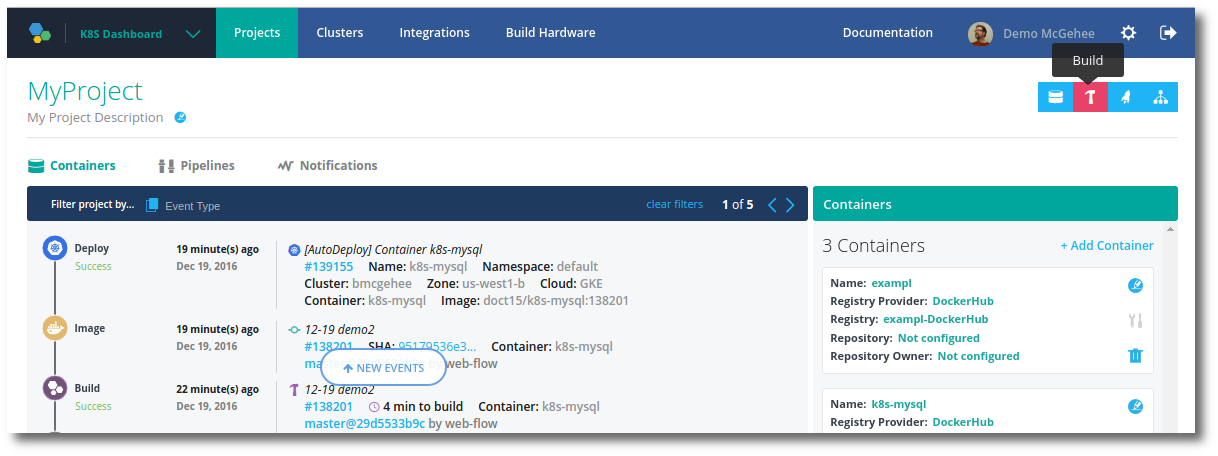 K8S Dashboard Projects Clusters Integrations Build Hardware Documentation Demo McGehee
Build
MyProject
My Project Description
Containers Pipelines Notifications
Filter project by... Event Type clear filters 1 of 5
Deploy 19 minute(s) ago [AutoDeploy] Container k8s-mysql
Success Dec 19, 2016 #139155 Name: k8s-mysql Namespace: default
Cluster: bmcgehee Zone: us-west1-b Cloud: GKE
Container: k8s-mysql Image: doct15/k8s-mysql:138201
Image 19 minute(s) ago 12-19 demo2
Dec 19, 2016 #138201 SHA: 95179536e3... Container: k8s-mysql
by web-flow
NEW EVENTS
Build 22 minute(s) ago 12-19 demo2
Success Dec 19, 2016 #138201 4 min to build Container: k8s-mysql
master@29d5533b9c by web-flow
Containers
3 Containers + Add Container
Name: exampl
Registry Provider: DockerHub
Registry: exampl-DockerHub
Repository: Not configured
Repository Owner: Not configured
Name: k8s-mysql
Registry Provider: DockerHub